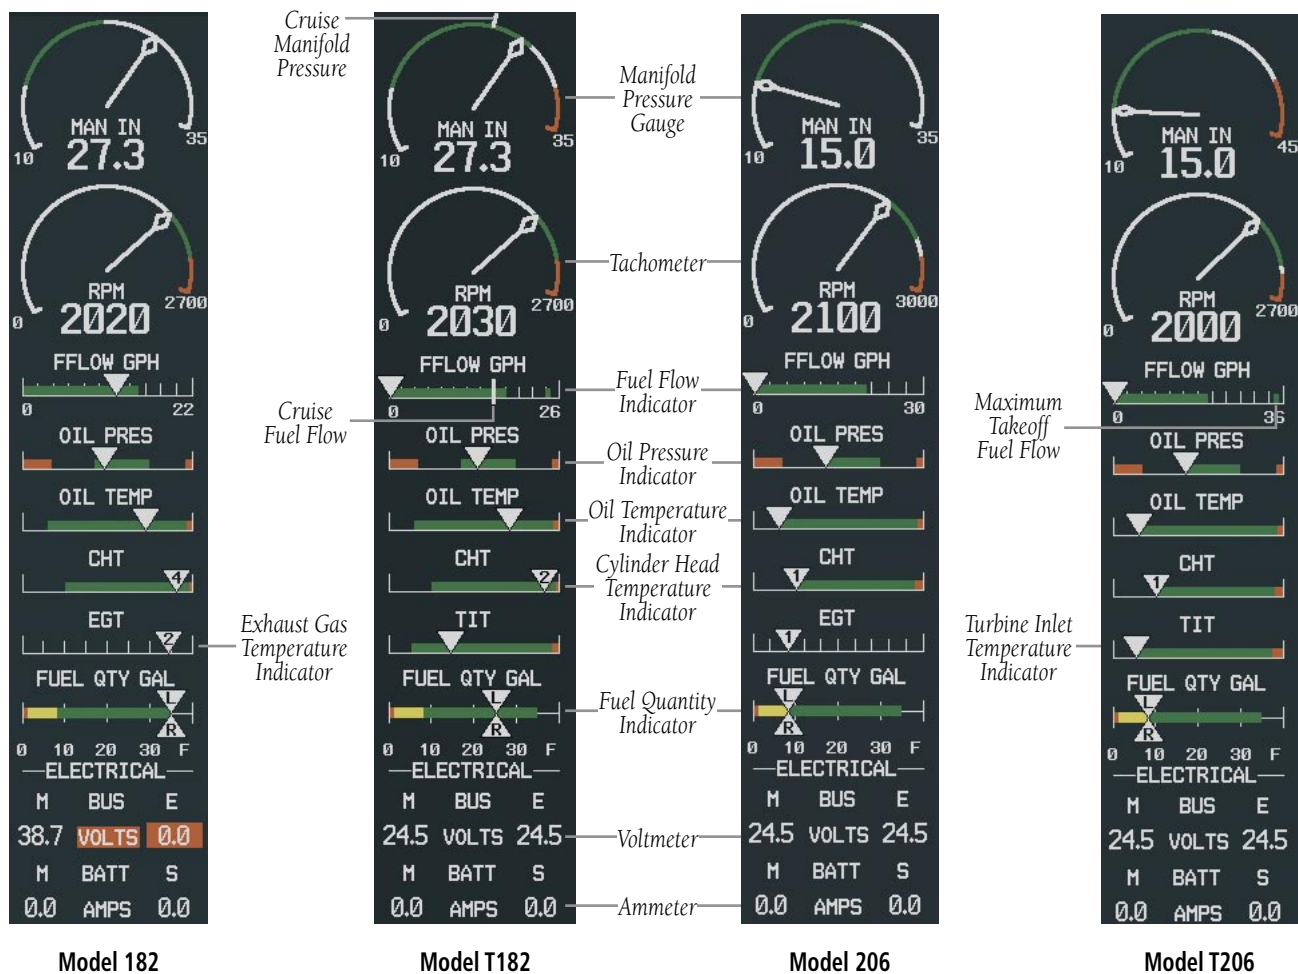 MAN IN
27.3
10
35
RPM
2020
0
2700
FFLOW GPH
0 22
OIL PRES
OIL TEMP
CHT
4
EGT
2
FUEL QTY GAL
L
R
0 10 20 30 F
ELECTRICAL
M BUS E
38.7 VOLTS 0.0
M BATT S
0.0 AMPS 0.0
Model 182
Cruise
Manifold
Pressure
Cruise
Fuel Flow
Exhaust Gas
Temperature
Indicator
MAN IN
27.3
10
35
RPM
2030
0
2700
FFLOW GPH
0 26
OIL PRES
OIL TEMP
CHT
2
TIT
FUEL QTY GAL
L
R
0 10 20 30 F
ELECTRICAL
M BUS E
24.5 VOLTS 24.5
M BATT S
0.0 AMPS 0.0
Model T182
Manifold
Pressure
Gauge
Tachometer
Fuel Flow
Indicator
Oil Pressure
Indicator
Oil Temperature
Indicator
Cylinder Head
Temperature
Indicator
Fuel Quantity
Indicator
Voltmeter
Ammeter
MAN IN
15.0
10
35
RPM
2100
0
3000
FFLOW GPH
0 30
OIL PRES
OIL TEMP
CHT
1
EGT
1
FUEL QTY GAL
L
R
0 10 20 30 F
ELECTRICAL
M BUS E
24.5 VOLTS 24.5
M BATT S
0.0 AMPS 0.0
Model 206
Maximum
Takeoff
Fuel Flow
Turbine Inlet
Temperature
Indicator
MAN IN
15.0
10
45
RPM
2000
0
2700
FFLOW GPH
0 36
OIL PRES
OIL TEMP
CHT
1
TIT
FUEL QTY GAL
L
R
0 10 20 30 F
ELECTRICAL
M BUS E
24.5 VOLTS 24.5
M BATT S
0.0 AMPS 0.0
Model T206